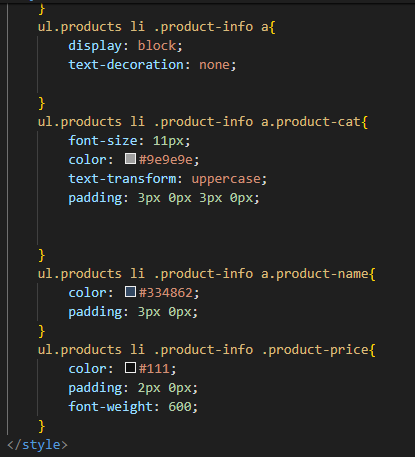 }
ul.products li .product-info a{
display: block;
text-decoration: none;
}
ul.products li .product-info a.product-cat{
font-size: 11px;
color: #9e9e9e;
text-transform: uppercase;
padding: 3px 0px 3px 0px;
}
ul.products li .product-info a.product-name{
color: #334862;
padding: 3px 0px;
}
ul.products li .product-info .product-price{
color: #111;
padding: 2px 0px;
font-weight: 600;
}
</style>